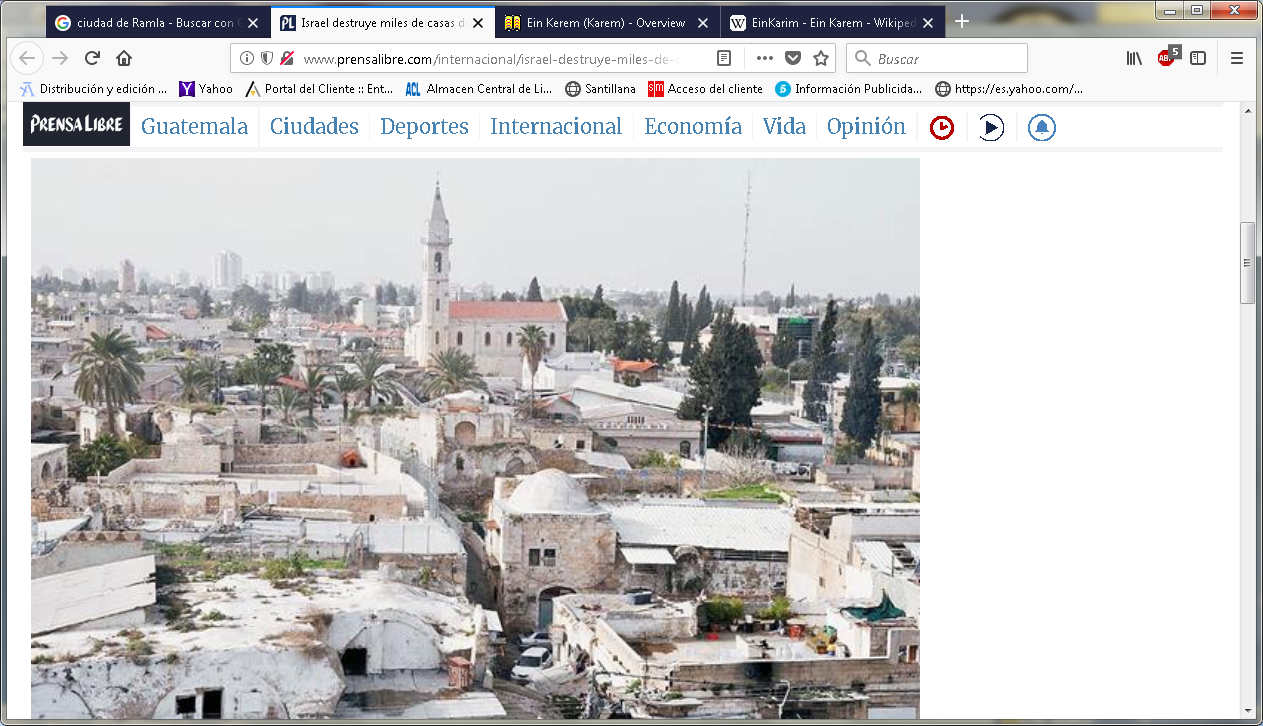 ciudad de Ramla - Buscar con G
Israel destruye miles de casas d
Ein Kerem (Karem) - Overview
EinKarim - Ein Karem - Wikiped
www.prensalibre.com/internacional/israel-destruye-miles-de-c
Buscar
5
Distribución y edición ...
Yahoo
Portal del Cliente :: Ent...
Almacen Central de Li...
Santillana
Acceso del cliente
Información Publicida...
https://es.yahoo.com/...
PRENSA LIBRE
Guatemala
Ciudades
Deportes
Internacional
Economía
Vida
Opinión